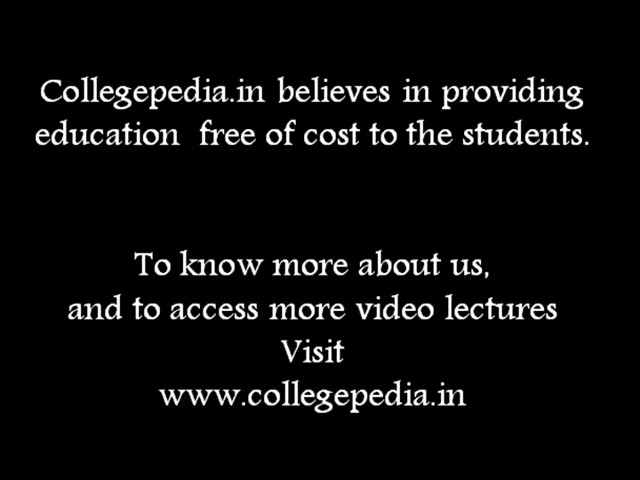 Collegepedia.in believes in providing
education  free of cost to the students.
To know more about us,
and to access more video lectures
Visit
www.collegepedia.in